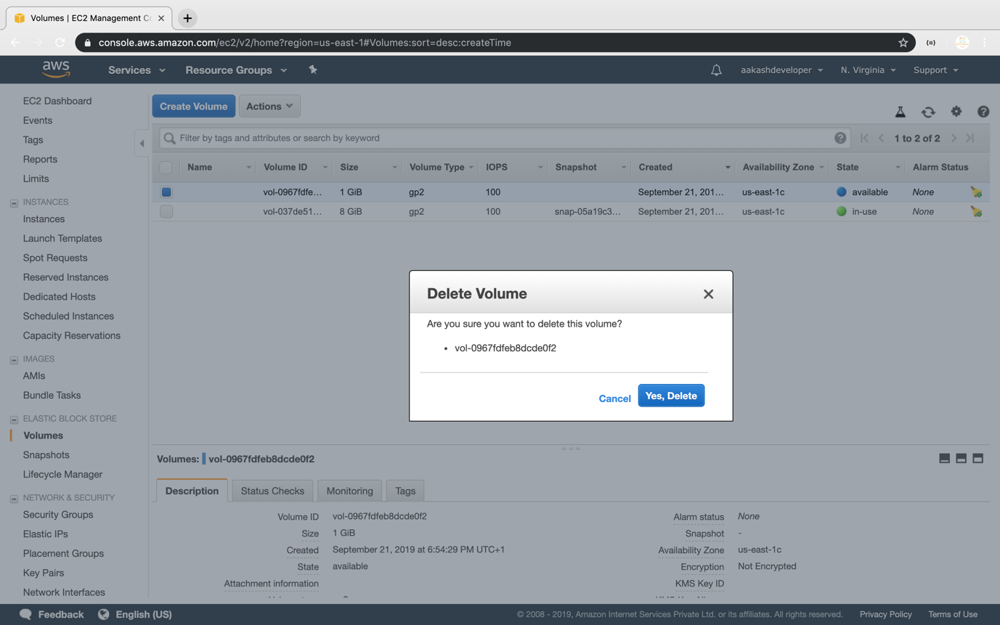 Volumes | EC2 Management Co
console.aws.amazon.com/ec2/v2/home?region=us-east-1#Volumes:sort=desc:createTime
aws Services Resource Groups aakashdeveloper N. Virginia Support
EC2 Dashboard
Events
Tags
Reports
Limits
INSTANCES
Instances
Launch Templates
Spot Requests
Reserved Instances
Dedicated Hosts
Scheduled Instances
Capacity Reservations
IMAGES
AMIs
Bundle Tasks
ELASTIC BLOCK STORE
Volumes
Snapshots
Lifecycle Manager
NETWORK & SECURITY
Security Groups
Elastic IPs
Placement Groups
Key Pairs
Network Interfaces
Create Volume Actions
Filter by tags and attributes or search by keyword 1 to 2 of 2
Name Volume ID Size Volume Type IOPS Snapshot Created Availability Zone State Alarm Status
vol-0967fdfe… 1 GiB gp2 100 September 21, 201… us-east-1c available None
vol-037de51… 8 GiB gp2 100 snap-05a19c3… September 21, 201… us-east-1c in-use None
Delete Volume
Are you sure you want to delete this volume?
• vol-0967fdfeb8dcde0f2
Cancel Yes, Delete
Volumes: vol-0967fdfeb8dcde0f2
Description Status Checks Monitoring Tags
Volume ID vol-0967fdfeb8dcde0f2 Alarm status None
Size 1 GiB Snapshot -
Created September 21, 2019 at 6:54:29 PM UTC+1 Availability Zone us-east-1c
State available Encryption Not Encrypted
Attachment information KMS Key ID
Feedback English (US) © 2008 - 2019, Amazon Internet Services Private Ltd. or its affiliates. All rights reserved. Privacy Policy Terms of Use